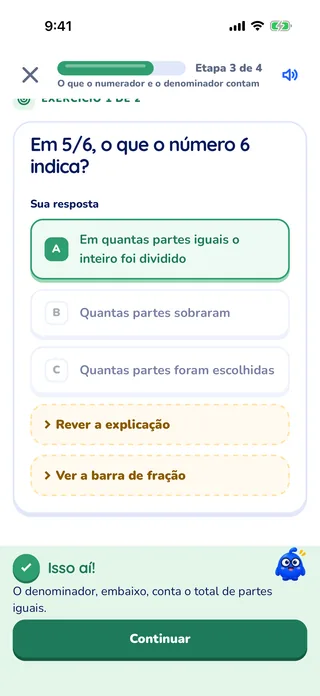 9:41
Etapa 3 de 4
O que o numerador e o denominador contam
EXERCÍCIO 1 DE 2
Em 5/6, o que o número 6
indica?
Sua resposta
A
Em quantas partes iguais o
inteiro foi dividido
B
Quantas partes sobraram
C
Quantas partes foram escolhidas
Rever a explicação
Ver a barra de fração
Isso aí!
O denominador, embaixo, conta o total de partes
iguais.
Continuar